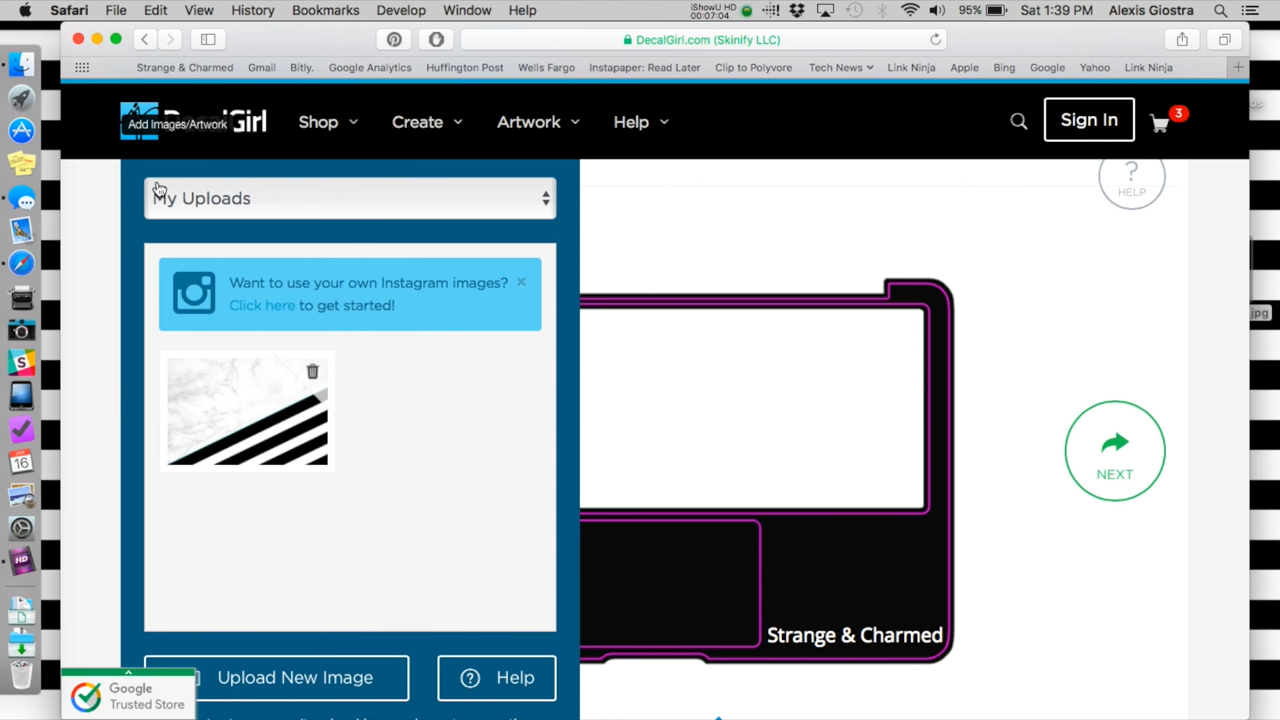 Safari File Edit View History Bookmarks Develop Window Help iShowU HD 00:07:04 95% Sat 1:39 PM Alexis Giostra
DecalGirl.com (Skinify LLC)
Strange & Charmed Gmail Bitly. Google Analytics Huffington Post Wells Fargo Instapaper: Read Later Clip to Polyvore Tech News Link Ninja Apple Bing Google Yahoo Link Ninja
DecalGirl Shop Create Artwork Help Sign In 3
Add Images/Artwork
My Uploads
? HELP
Want to use your own Instagram images? ×
Click here to get started!
jpg
NEXT
16
HD
Strange & Charmed
Upload New Image ? Help
Google
Trusted Store